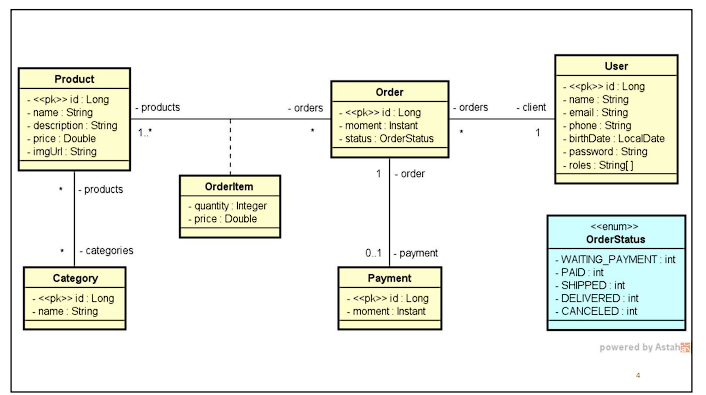 Product
- <<pk>> id : Long
- name : String
- description : String
- price : Double
- imgUrl : String
- products
1..*
- orders
*
Order
- <<pk>> id : Long
- moment : Instant
- status : OrderStatus
- orders
*
- client
1
User
- <<pk>> id : Long
- name : String
- email : String
- phone : String
- birthDate : LocalDate
- password : String
- roles : String[ ]
OrderItem
- quantity : Integer
- price : Double
* - products
* - categories
1 - order
0..1 - payment
Category
- <<pk>> id : Long
- name : String
Payment
- <<pk>> id : Long
- moment : Instant
<<enum>>
OrderStatus
- WAITING_PAYMENT : int
- PAID : int
- SHIPPED : int
- DELIVERED : int
- CANCELED : int
powered by Astah
4